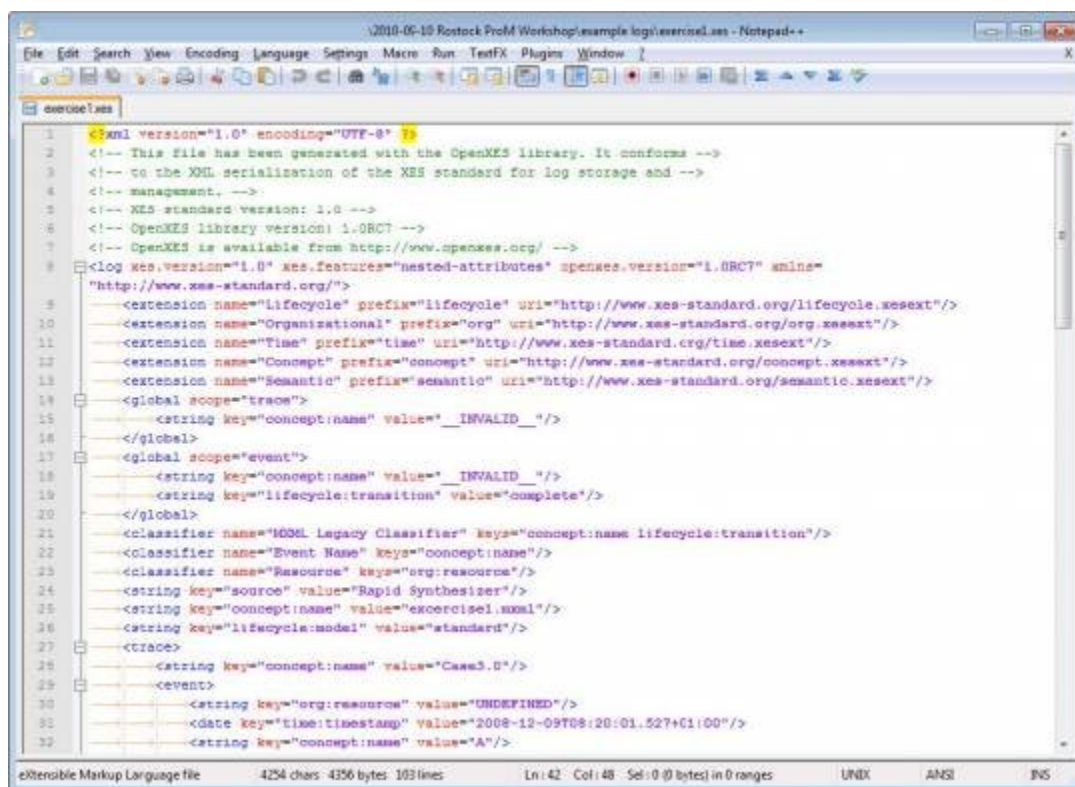 \2010-06-10 Rostock ProM Workshop\example logs\exercise1.xes - Notepad++
File Edit Search View Encoding Language Settings Macro Run TextFX Plugins Window ? X
exercise1.xes
1 <?xml version="1.0" encoding="UTF-8" ?>
2 <!-- This file has been generated with the OpenXES library. It conforms -->
3 <!-- to the XML serialization of the XES standard for log storage and -->
4 <!-- management. -->
5 <!-- XES standard version: 1.0 -->
6 <!-- OpenXES library version: 1.0RC7 -->
7 <!-- OpenXES is available from http://www.openxes.org/ -->
8 <log xes.version="1.0" xes.features="nested-attributes" openxes.version="1.0RC7" xmlns=
"http://www.xes-standard.org/">
9 <extension name="Lifecycle" prefix="lifecycle" uri="http://www.xes-standard.org/lifecycle.xesext"/>
10 <extension name="Organizational" prefix="org" uri="http://www.xes-standard.org/org.xesext"/>
11 <extension name="Time" prefix="time" uri="http://www.xes-standard.org/time.xesext"/>
12 <extension name="Concept" prefix="concept" uri="http://www.xes-standard.org/concept.xesext"/>
13 <extension name="Semantic" prefix="semantic" uri="http://www.xes-standard.org/semantic.xesext"/>
14 <global scope="trace">
15 <string key="concept:name" value="__INVALID__"/>
16 </global>
17 <global scope="event">
18 <string key="concept:name" value="__INVALID__"/>
19 <string key="lifecycle:transition" value="complete"/>
20 </global>
21 <classifier name="MXML Legacy Classifier" keys="concept:name lifecycle:transition"/>
22 <classifier name="Event Name" keys="concept:name"/>
23 <classifier name="Resource" keys="org:resource"/>
24 <string key="source" value="Rapid Synthesizer"/>
25 <string key="concept:name" value="excercise1.mxml"/>
26 <string key="lifecycle:model" value="standard"/>
27 <trace>
28 <string key="concept:name" value="Case3.0"/>
29 <event>
30 <string key="org:resource" value="UNDEFINED"/>
31 <date key="time:timestamp" value="2008-12-09T08:20:01.527+01:00"/>
32 <string key="concept:name" value="A"/>
eXtensible Markup Language file 4254 chars 4356 bytes 103 lines Ln : 42 Col : 48 Sel : 0 (0 bytes) in 0 ranges UNIX ANSI INS